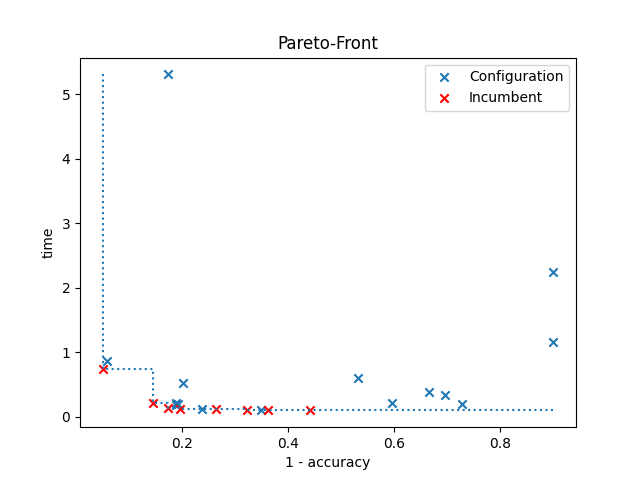 Pareto-Front
Configuration
Incumbent
time
5
4
3
2
1
0
0.2 0.4 0.6 0.8
1 - accuracy